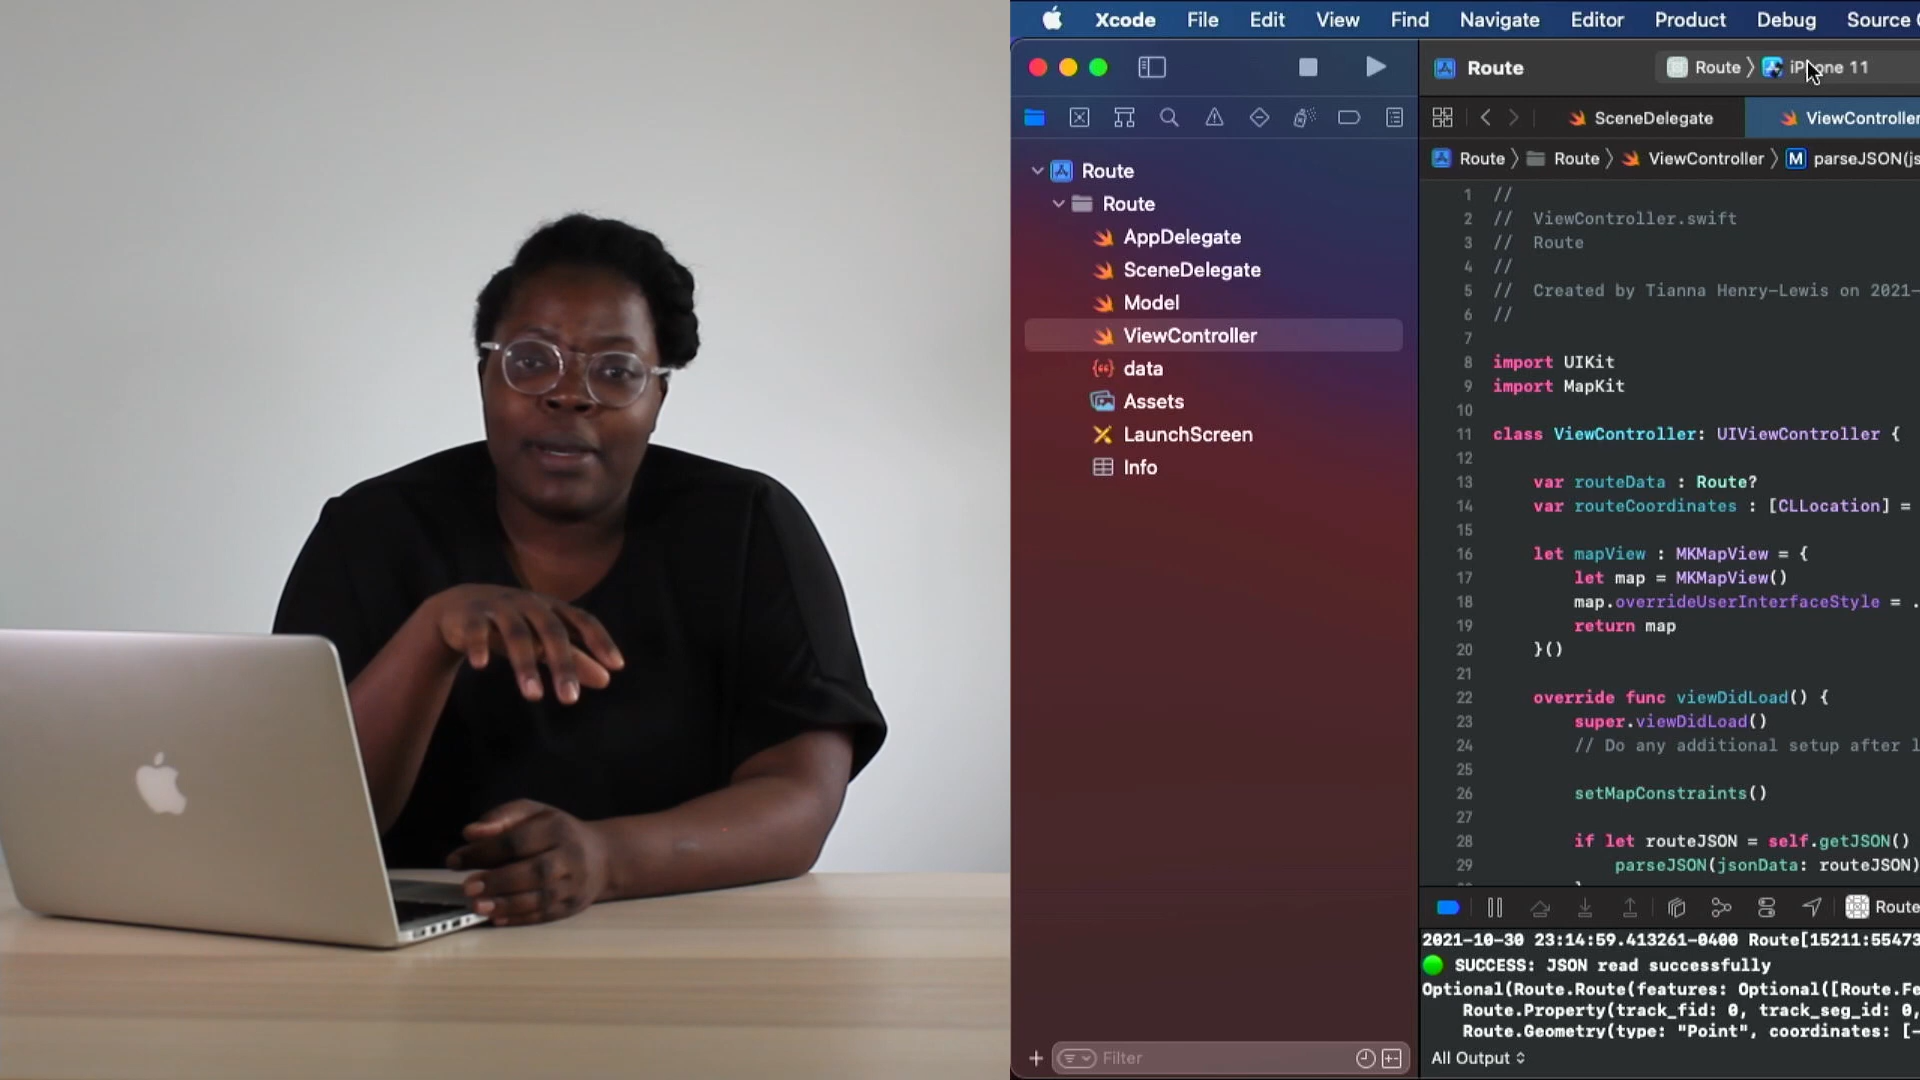 Xcode File Edit View Find Navigate Editor Product Debug Source
Route
Route 〉 iPhone 11
SceneDelegate
ViewController
Route 〉 Route 〉 ViewController 〉 M parseJSON(js
Route
Route
AppDelegate
SceneDelegate
Model
ViewController
data
Assets
LaunchScreen
Info
1 //
2 //  ViewController.swift
3 //  Route
4 //
5 //  Created by Tianna Henry-Lewis on 2021-
6 //
7
8 import UIKit
9 import MapKit
10
11 class ViewController: UIViewController {
12
13 var routeData : Route?
14 var routeCoordinates : [CLLocation] =
15
16 let mapView : MKMapView = {
17 let map = MKMapView()
18 map.overrideUserInterfaceStyle = .
19 return map
20 }()
21
22 override func viewDidLoad() {
23 super.viewDidLoad()
24 // Do any additional setup after l
25
26 setMapConstraints()
27
28 if let routeJSON = self.getJSON()
29 parseJSON(jsonData: routeJSON)
Route
2021-10-30 23:14:59.413261-0400 Route[15211:55473
SUCCESS: JSON read successfully
Optional(Route.Route(features: Optional([Route.Fe
Route.Property(track_fid: 0, track_seg_id: 0,
Route.Geometry(type: "Point", coordinates: [-
Filter
All Output